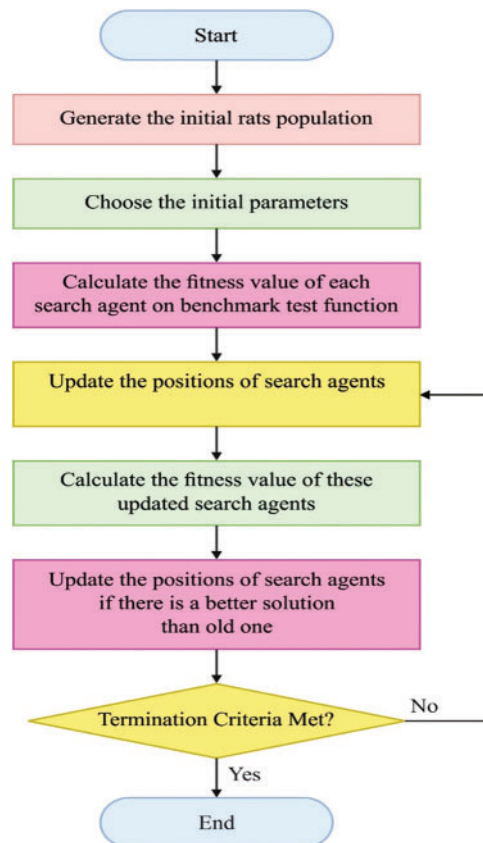 Start
Generate the initial rats population
Choose the initial parameters
Calculate the fitness value of each
search agent on benchmark test function
Update the positions of search agents
Calculate the fitness value of these
updated search agents
Update the positions of search agents
if there is a better solution
than old one
Termination Criteria Met?
No
Yes
End